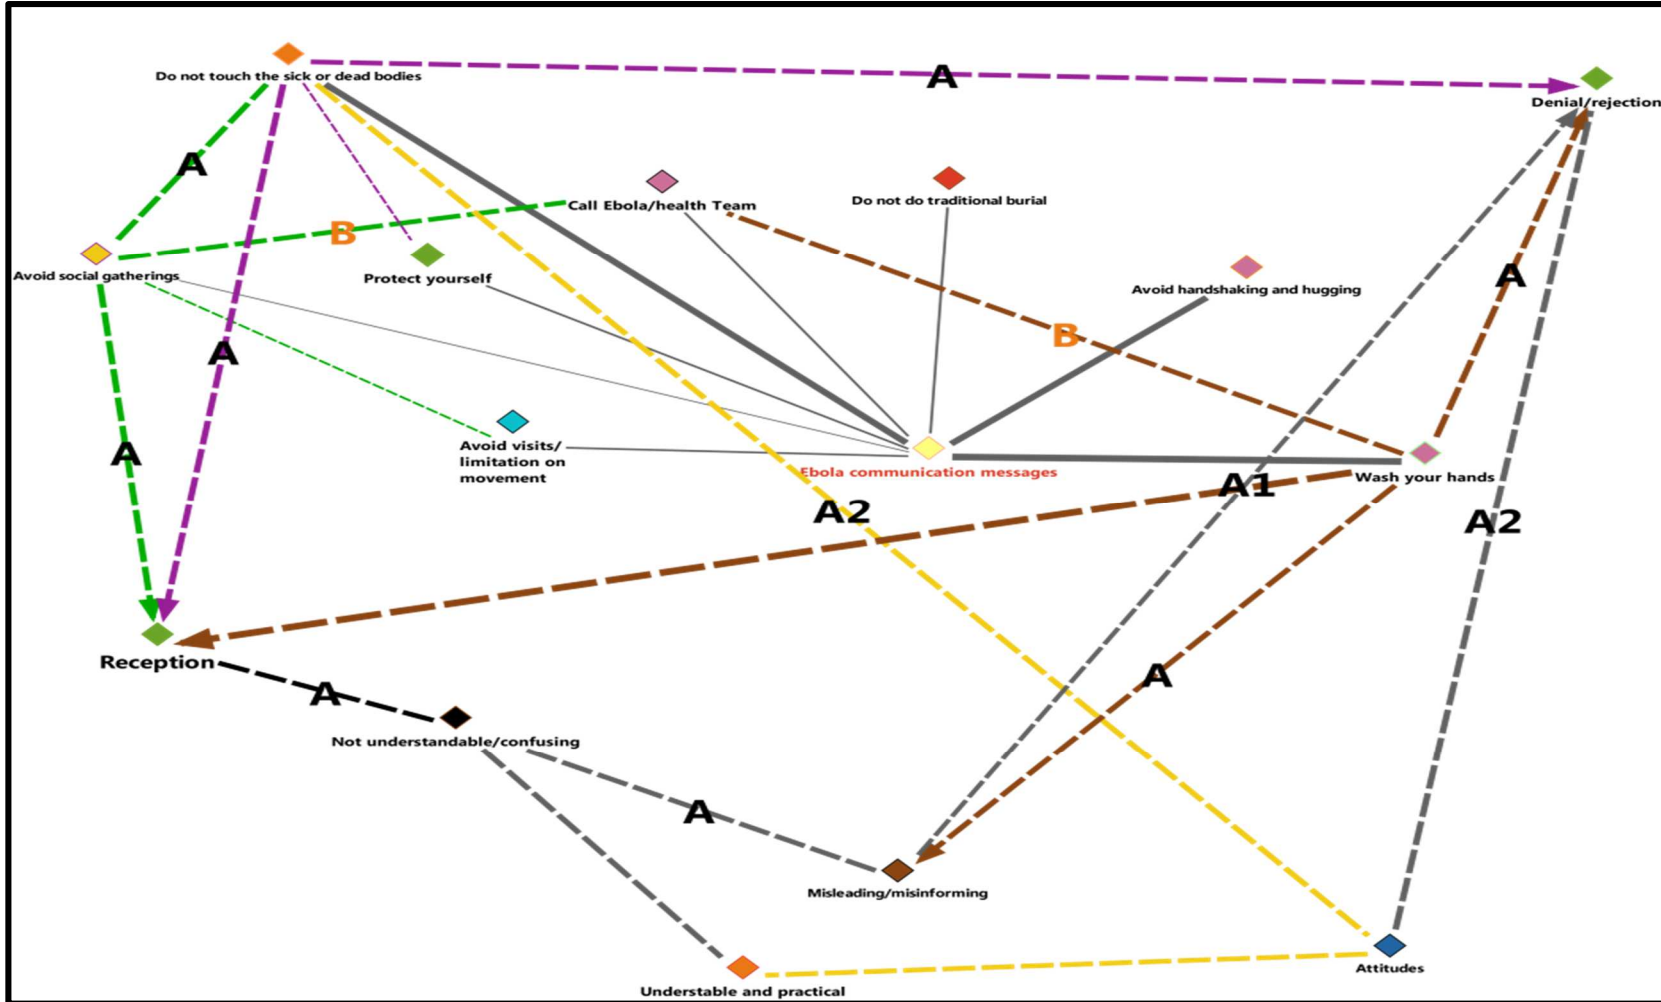 Do not touch the sick or dead bodies
A
Denial/rejection
A
Call Ebola/health Team
Do not do traditional burial
B
Avoid social gatherings
Protect yourself
Avoid handshaking and hugging
A
B
A
A
Avoid visits/
limitation on
movement
Ebola communication messages
Wash your hands
A1
A2
A2
Reception
A
A
Not understandable/confusing
A
Misleading/misinforming
Attitudes
Understable and practical